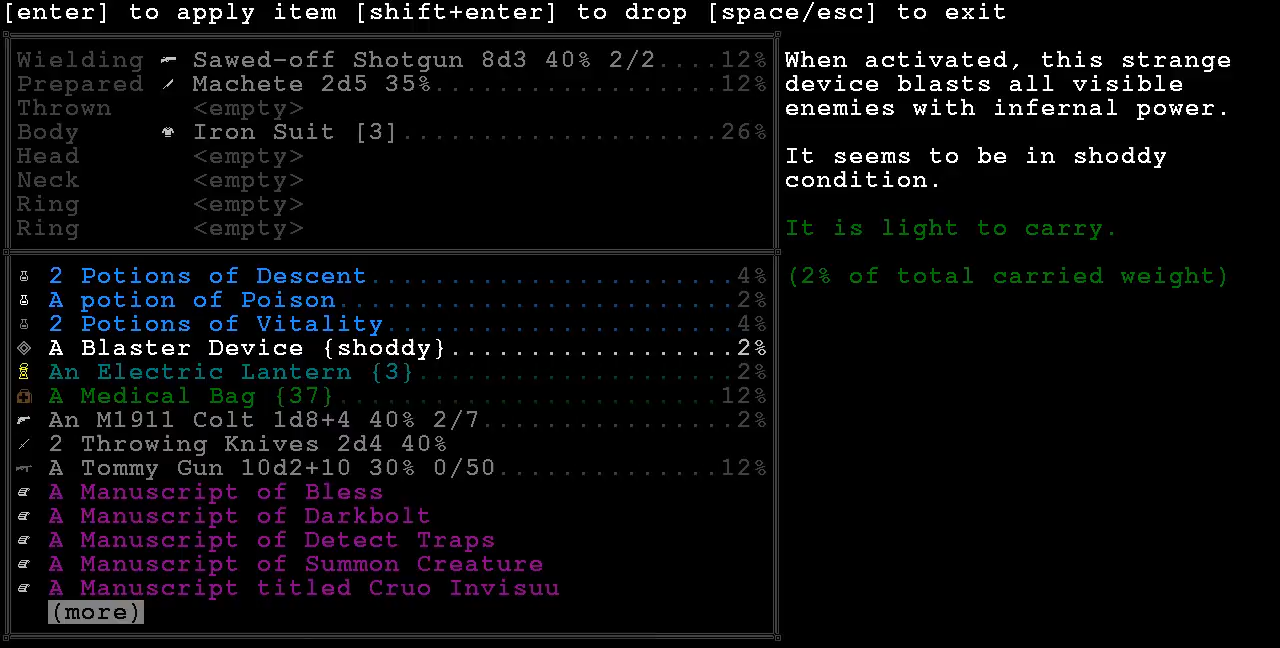 [enter] to apply item [shift+enter] to drop [space/esc] to exit
Wielding Sawed-off Shotgun 8d3 40% 2/2....12%
Prepared Machete 2d5 35%.....................12%
Thrown <empty>
Body Iron Suit [3]....................26%
Head <empty>
Neck <empty>
Ring <empty>
Ring <empty>
2 Potions of Descent.......................4%
A potion of Poison.........................2%
2 Potions of Vitality......................4%
A Blaster Device {shoddy}..................2%
An Electric Lantern {3}....................2%
A Medical Bag {37}........................12%
An M1911 Colt 1d8+4 40% 2/7................2%
2 Throwing Knives 2d4 40%
A Tommy Gun 10d2+10 30% 0/50..............12%
A Manuscript of Bless
A Manuscript of Darkbolt
A Manuscript of Detect Traps
A Manuscript of Summon Creature
A Manuscript titled Cruo Invisuu
(more)
When activated, this strange
device blasts all visible
enemies with infernal power.
It seems to be in shoddy
condition.
It is light to carry.
(2% of total carried weight)